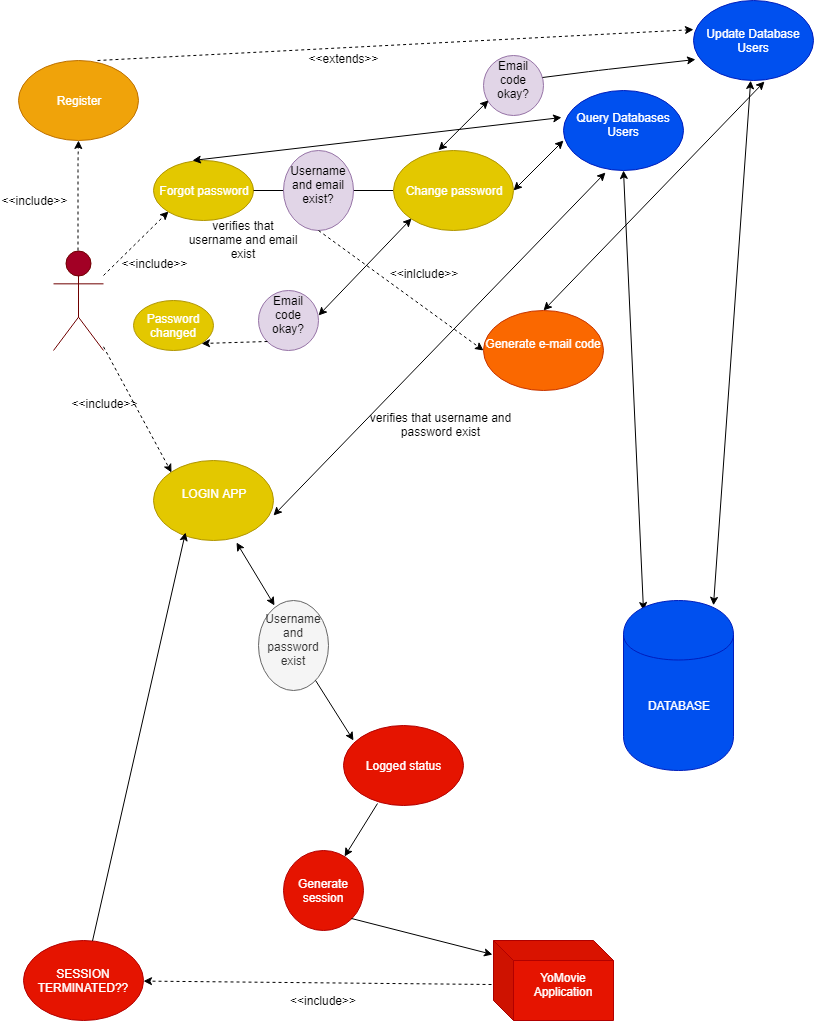 Update Database
Users
<<extends>>
Email
code
okay?
Register
Query Databases
Users
Username
and email
exist?
Forgot password
Change password
<<include>>
verifies that
username and email
exist
<<include>>
<<inlclude>>
Email
code
okay?
Password
changed
Generate e-mail code
<<include>>
verifies that username and
password exist
LOGIN APP
Username
and
password
exist
DATABASE
Logged status
Generate
session
SESSION
TERMINATED??
YoMovie
Application
<<include>>